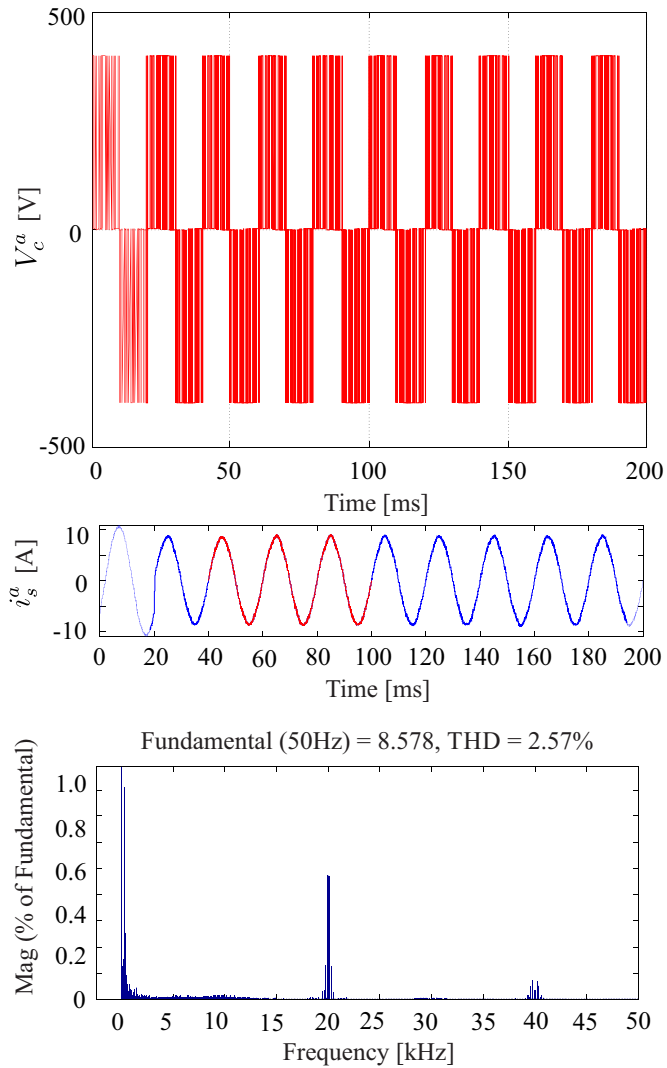 500
0
-500
V_c^a [V]
0 50 100 150 200
Time [ms]
10
0
-10
i_s^a [A]
0 20 40 60 80 100 120 140 160 180 200
Time [ms]
Fundamental (50Hz) = 8.578, THD = 2.57%
1.0
0.8
0.6
0.4
0.2
0
Mag (% of Fundamental)
0 5 10 15 20 25 30 35 40 45 50
Frequency [kHz]